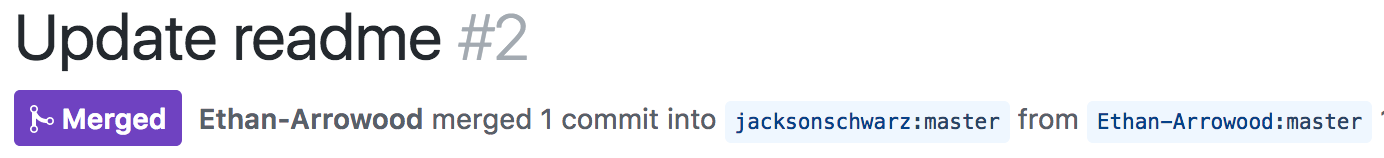 Update readme #2
Merged Ethan-Arrowood merged 1 commit into jacksonschwarz:master from Ethan-Arrowood:master